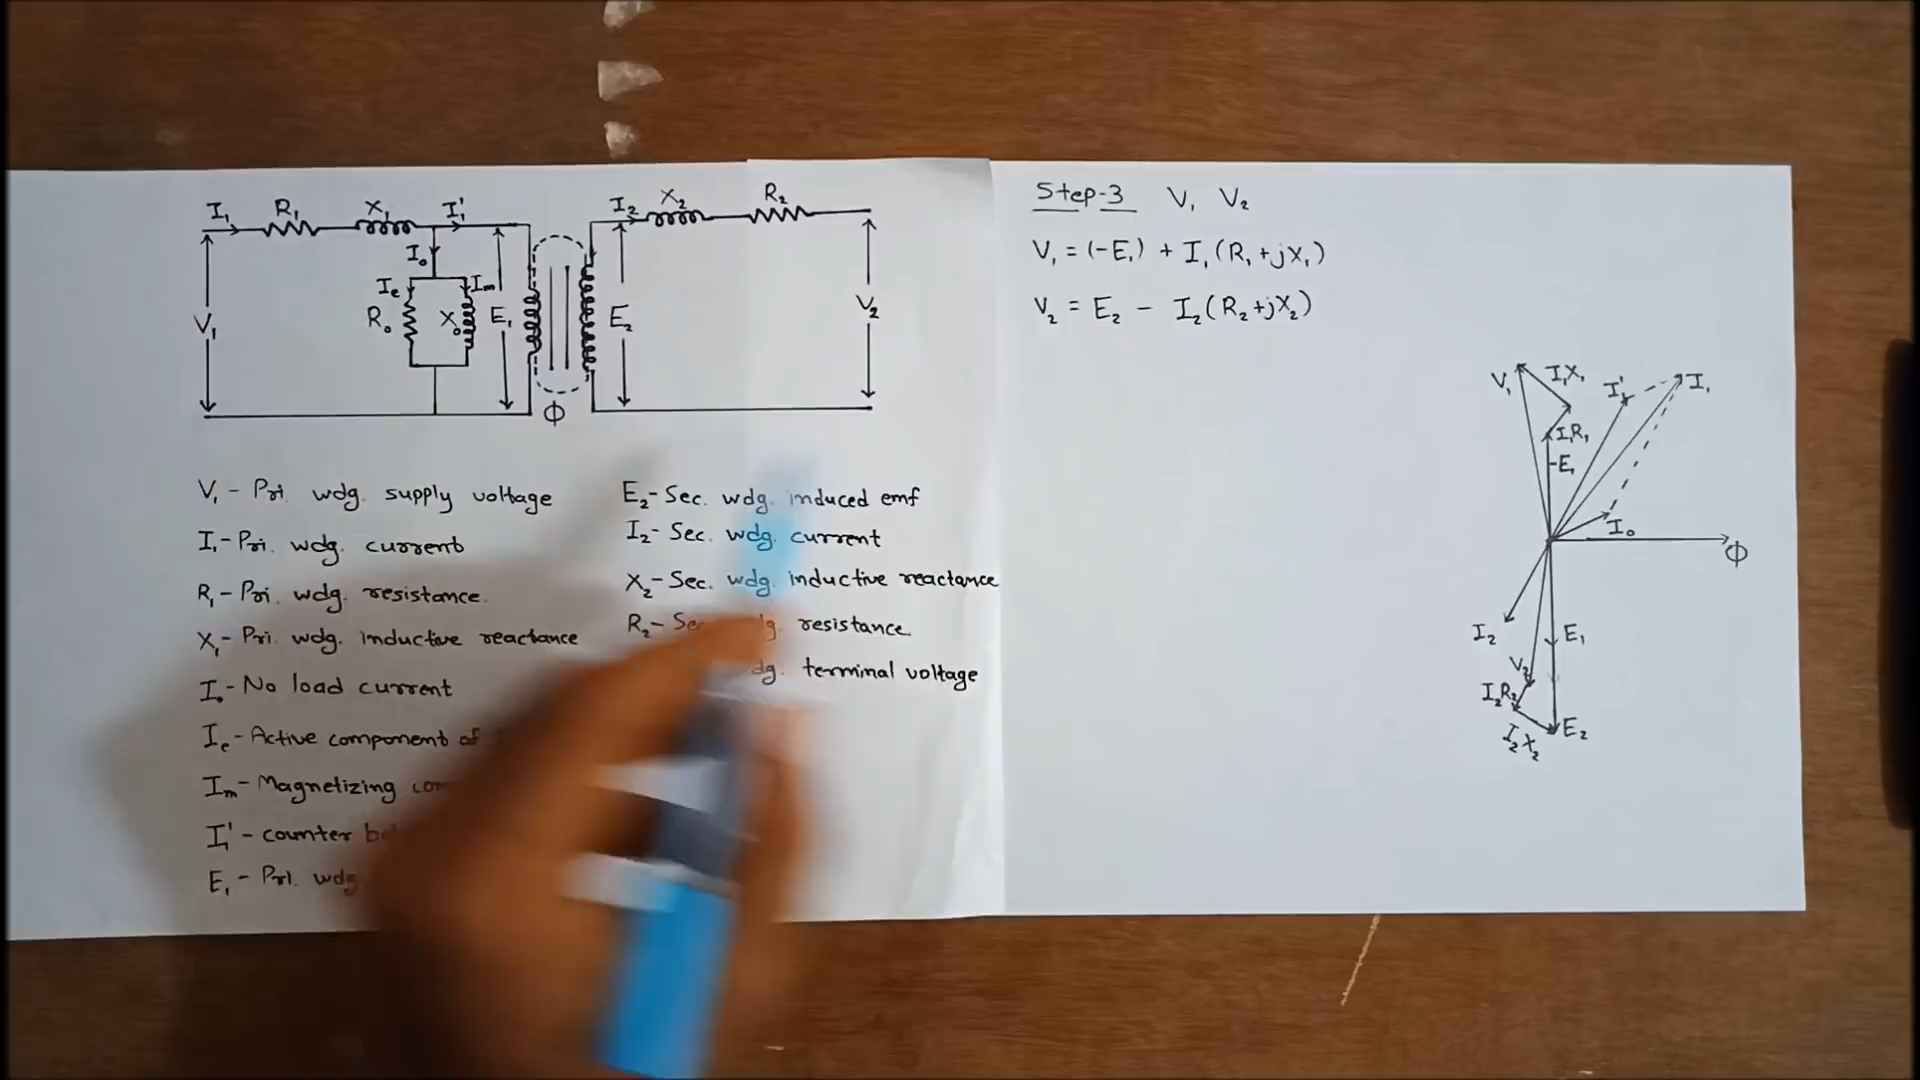 I₁ R₁ X₁ I₁' I₂ X₂ R₂
I₀
Iₑ Iₘ
V₁ R₀ X₀ E₁ E₂ V₂
Φ
V₁ - Pri. wdg. supply voltage
I₁ - Pri. wdg. current
R₁ - Pri. wdg. resistance.
X₁ - Pri. wdg. inductive reactance
I₀ - No load current
Iₑ - Active component of
Iₘ - Magnetizing
I₁' - counter
E₁ - Pri. wdg
E₂ - Sec. wdg. induced emf
I₂ - Sec. wdg. current
X₂ - Sec. wdg. inductive reactance
R₂ - resistance
terminal voltage
Step-3 V₁ V₂
V₁ = (-E₁) + I₁(R₁+jX₁)
V₂ = E₂ - I₂(R₂+jX₂)
V₁ I₁X₁ I₁' I₁
I₁R₁
-E₁
I₀
Φ
I₂ E₁
V₂
I₂R₂
I₂X₂ E₂